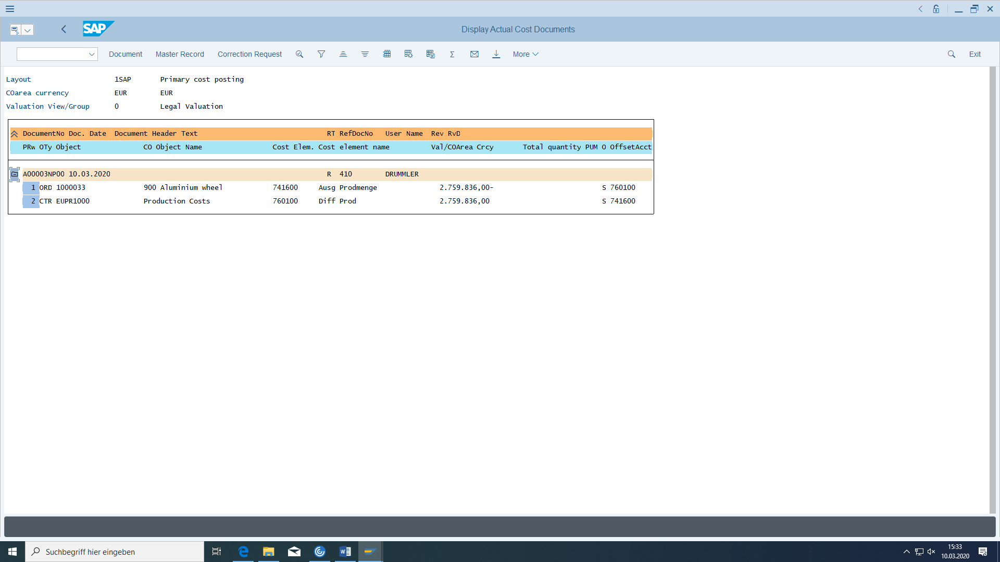 SAP
Display Actual Cost Documents
Document Master Record Correction Request Σ More Exit
Layout 1SAP Primary cost posting
COarea currency EUR EUR
Valuation View/Group 0 Legal Valuation
DocumentNo Doc. Date Document Header Text RT RefDocNo User Name Rev RvD
PRw OTy Object CO Object Name Cost Elem. Cost element name Val/COArea Crcy Total quantity PUM O OffsetAcct
A00003NP00 10.03.2020 R 410 DRUMMLER
1 ORD 1000033 900 Aluminium wheel 741600 Ausg Prodmenge 2.759.836,00- S 760100
2 CTR EUPR1000 Production Costs 760100 Diff Prod 2.759.836,00 S 741600
Suchbegriff hier eingeben
15:33
10.03.2020